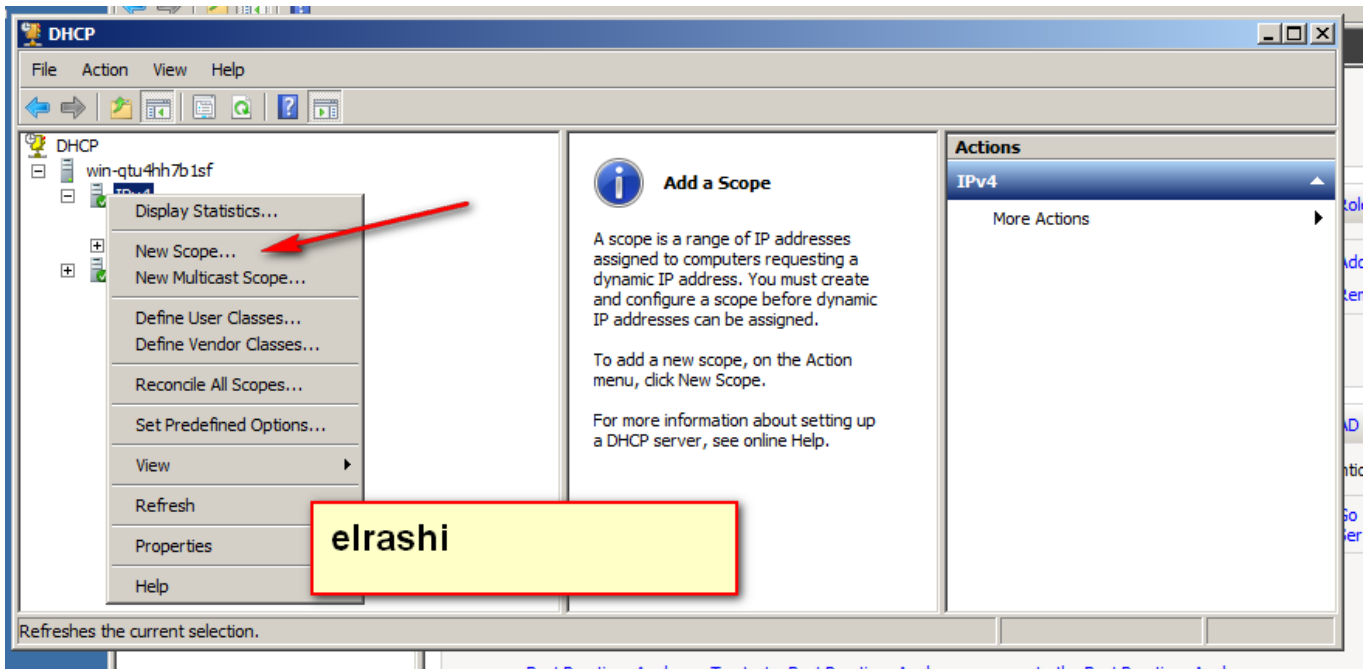 DHCP
File Action View Help
DHCP
win-qtu4hh7b1sf
IPv4
Display Statistics...
New Scope...
New Multicast Scope...
Define User Classes...
Define Vendor Classes...
Reconcile All Scopes...
Set Predefined Options...
View
Refresh
Properties
Help
elrashi
Add a Scope
A scope is a range of IP addresses
assigned to computers requesting a
dynamic IP address. You must create
and configure a scope before dynamic
IP addresses can be assigned.
To add a new scope, on the Action
menu, click New Scope.
For more information about setting up
a DHCP server, see online Help.
Actions
IPv4
More Actions
Refreshes the current selection.